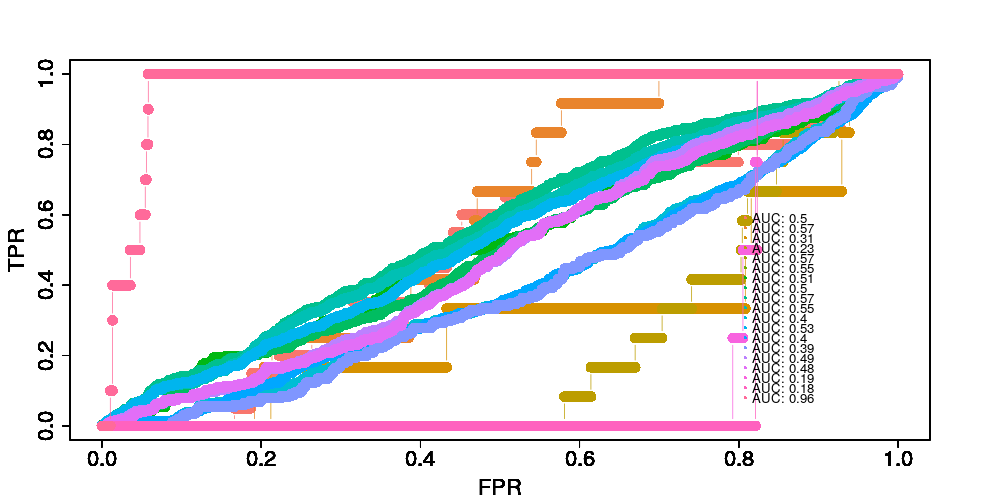 TPR
1.0
0.8
0.6
0.4
0.2
0.0
AUC: 0.5
AUC: 0.57
AUC: 0.31
AUC: 0.23
AUC: 0.57
AUC: 0.55
AUC: 0.51
AUC: 0.5
AUC: 0.57
AUC: 0.55
AUC: 0.4
AUC: 0.53
AUC: 0.4
AUC: 0.39
AUC: 0.49
AUC: 0.48
AUC: 0.19
AUC: 0.18
AUC: 0.96
0.0 0.2 0.4 0.6 0.8 1.0
FPR